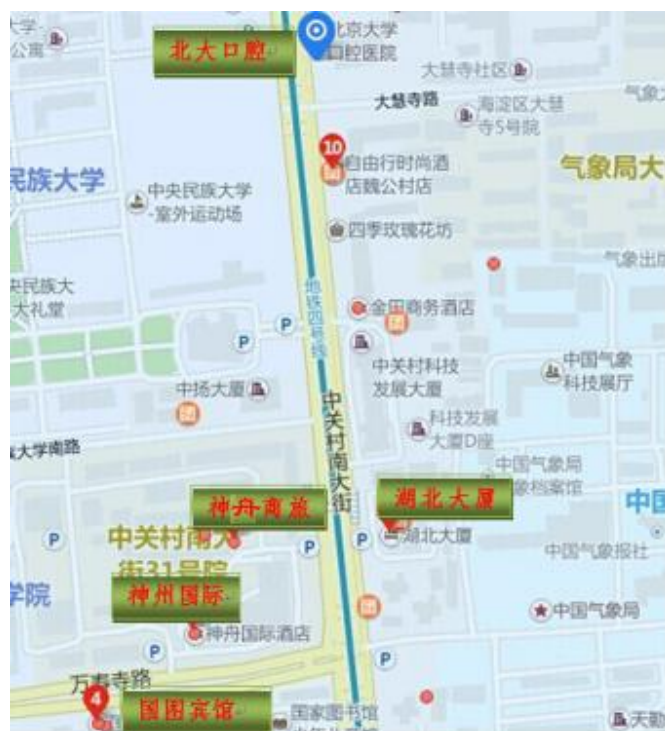 北大口腔
北京大学
口腔医院
大学-
公寓
大慧寺社区
大慧寺路
海淀区大慧
寺5号院
气象
10
自由行时尚酒
店魏公村店
气象局大
民族大学
中央民族大学
-室外运动场
四季玫瑰花坊
气象出版
央民族大
大礼堂
地铁四号线
金田商务酒店
P
P
中关村科技
发展大厦
中国气象
科技展厅
中扬大厦
团
中关村南大街
科技发展
大厦D座
族大学南路
中国气象局
象档案馆
神舟商旅
湖北大厦
中国
P
中关村南大
街31号院
P
P
湖北大厦
中国气象报社
学院
神州国际
中国气象局
神舟国际酒店
P
P
万寿寺路
4
国图宾馆
国家图书馆
天勤